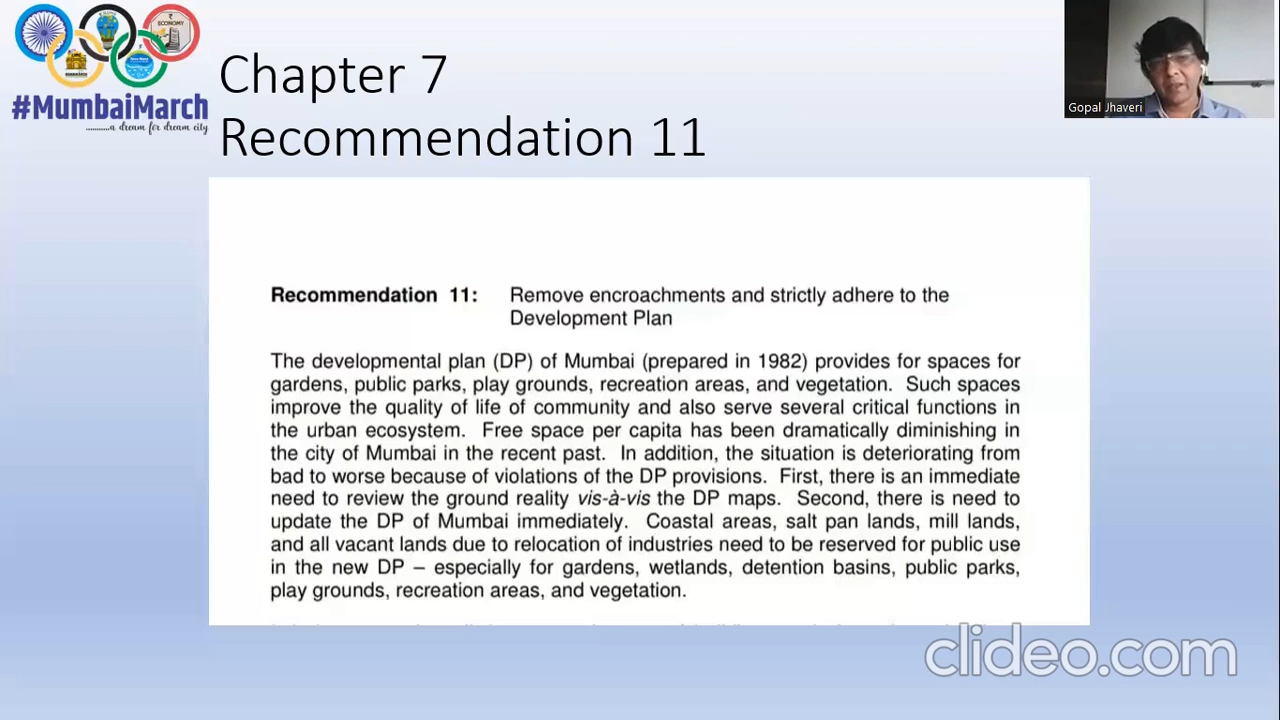 ECONOMY
#MumbaiMarch
..........a dream for dream city
Chapter 7
Recommendation 11
Gopal Jhaveri
Recommendation 11: Remove encroachments and strictly adhere to the
Development Plan
The developmental plan (DP) of Mumbai (prepared in 1982) provides for spaces for
gardens, public parks, play grounds, recreation areas, and vegetation. Such spaces
improve the quality of life of community and also serve several critical functions in
the urban ecosystem. Free space per capita has been dramatically diminishing in
the city of Mumbai in the recent past. In addition, the situation is deteriorating from
bad to worse because of violations of the DP provisions. First, there is an immediate
need to review the ground reality vis-à-vis the DP maps. Second, there is need to
update the DP of Mumbai immediately. Coastal areas, salt pan lands, mill lands,
and all vacant lands due to relocation of industries need to be reserved for public use
in the new DP – especially for gardens, wetlands, detention basins, public parks,
play grounds, recreation areas, and vegetation.
clideo.com